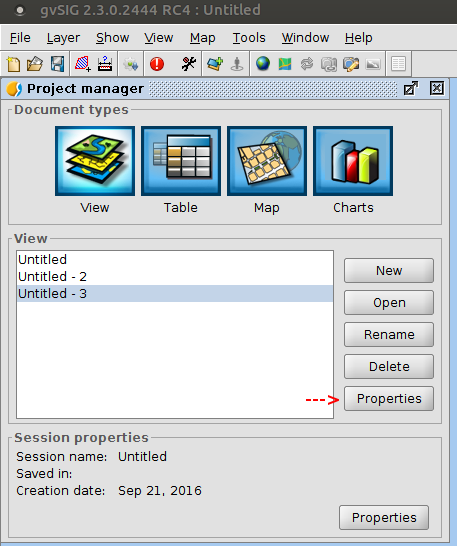 gvSIG 2.3.0.2444 RC4 : Untitled
File Layer Show View Map Tools Window Help
Project manager
Document types
View Table Map Charts
View
Untitled
Untitled - 2
Untitled - 3
New
Open
Rename
Delete
Properties
Session properties
Session name: Untitled
Saved in:
Creation date: Sep 21, 2016
Properties